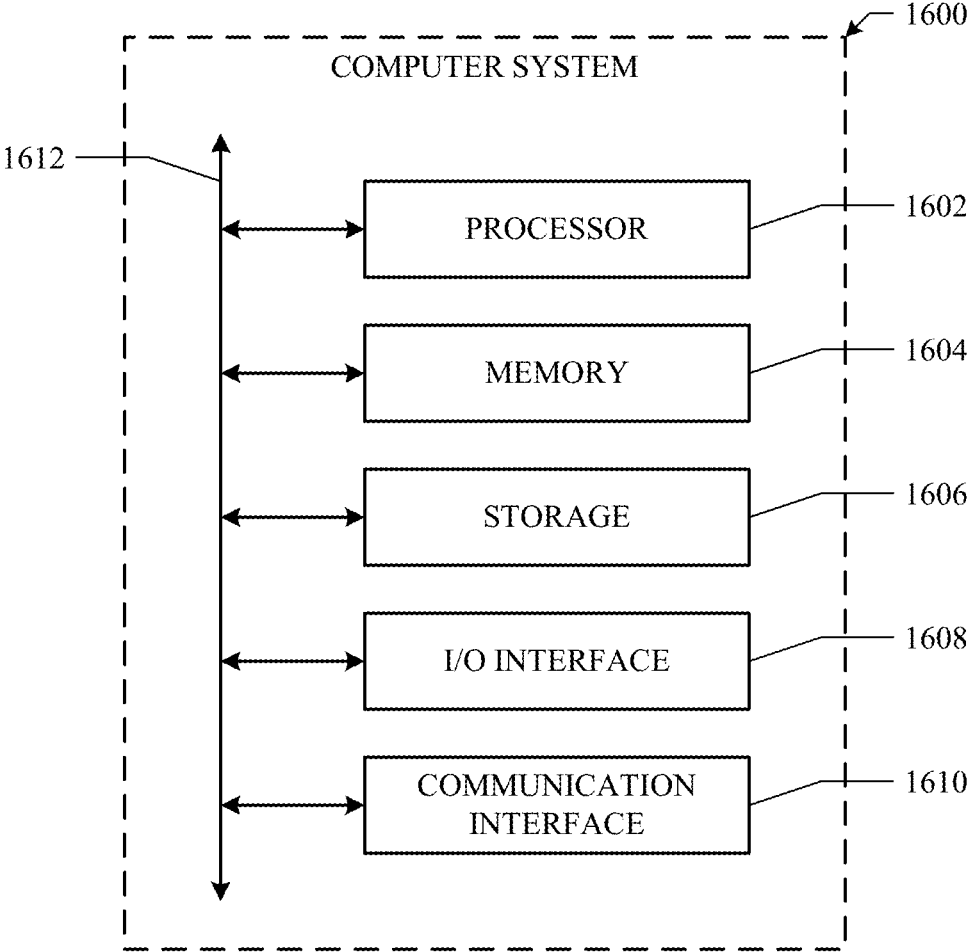 1600
COMPUTER SYSTEM
1612
PROCESSOR
1602
MEMORY
1604
STORAGE
1606
I/O INTERFACE
1608
COMMUNICATION
INTERFACE
1610